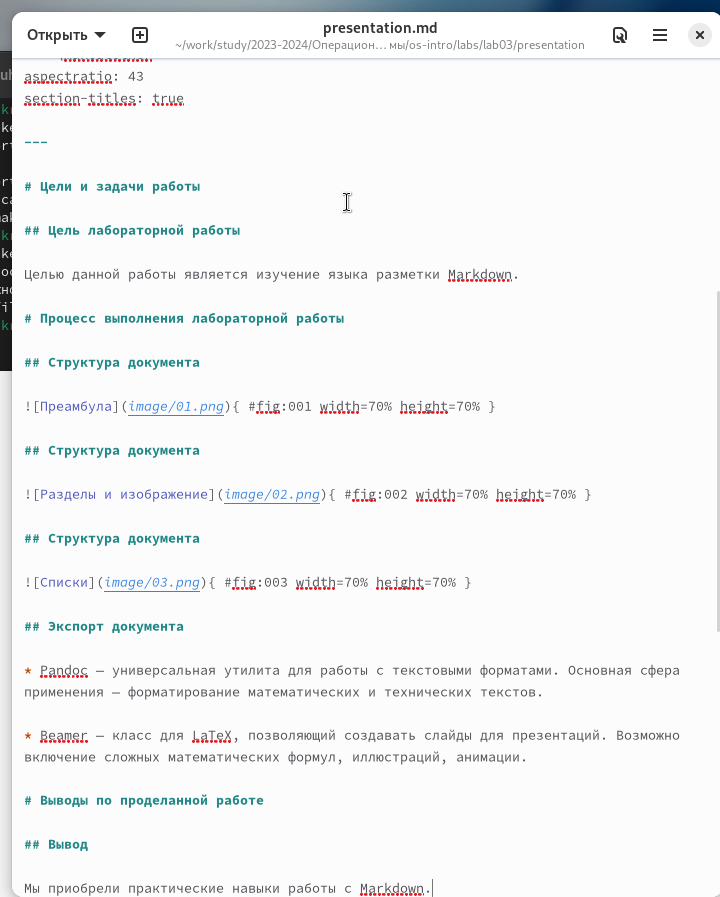 Открыть
presentation.md
~/work/study/2023-2024/Операцион…мы/os-intro/labs/lab03/presentation
aspectratio: 43
section-titles: true
---
# Цели и задачи работы
## Цель лабораторной работы
Целью данной работы является изучение языка разметки Markdown.
# Процесс выполнения лабораторной работы
## Структура документа
![Преамбула](image/01.png){ #fig:001 width=70% height=70% }
## Структура документа
![Разделы и изображение](image/02.png){ #fig:002 width=70% height=70% }
## Структура документа
![Списки](image/03.png){ #fig:003 width=70% height=70% }
## Экспорт документа
* Pandoc — универсальная утилита для работы с текстовыми форматами. Основная сфера
применения — форматирование математических и технических текстов.
* Beamer — класс для LaTeX, позволяющий создавать слайды для презентаций. Возможно
включение сложных математических формул, иллюстраций, анимации.
# Выводы по проделанной работе
## Вывод
Мы приобрели практические навыки работы с Markdown.